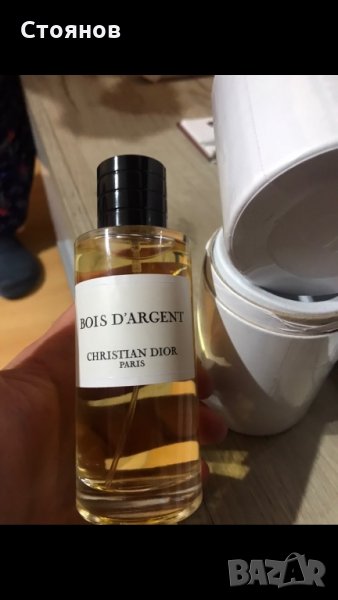 Стоянов
BOIS D'ARGENT
CHRISTIAN DIOR
PARIS
BAZAR